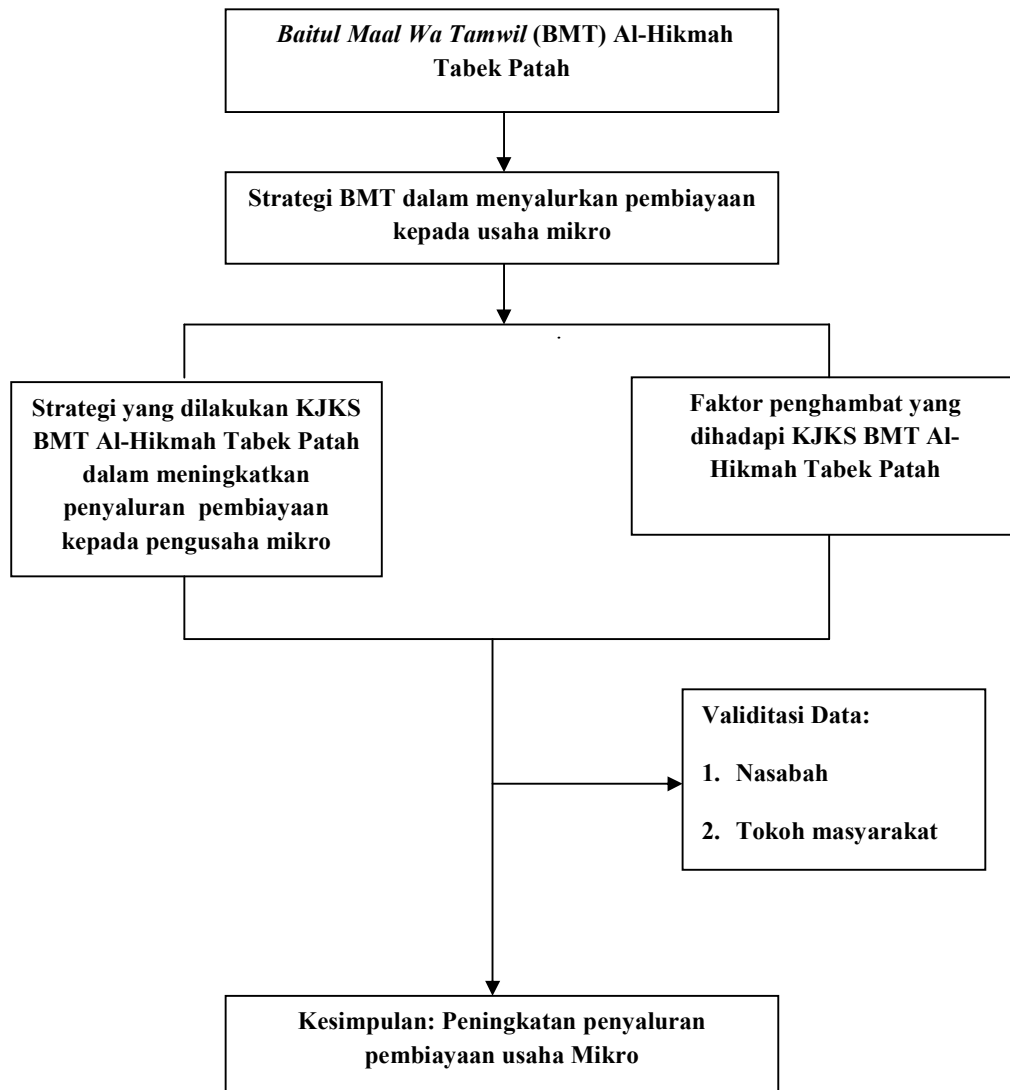 Baitul Maal Wa Tamwil (BMT) Al-Hikmah
Tabek Patah
Strategi BMT dalam menyalurkan pembiayaan
kepada usaha mikro
Strategi yang dilakukan KJKS
BMT Al-Hikmah Tabek Patah
dalam meningkatkan
penyaluran pembiayaan
kepada pengusaha mikro
Faktor penghambat yang
dihadapi KJKS BMT Al-
Hikmah Tabek Patah
Validitasi Data:
1. Nasabah
2. Tokoh masyarakat
Kesimpulan: Peningkatan penyaluran
pembiayaan usaha Mikro